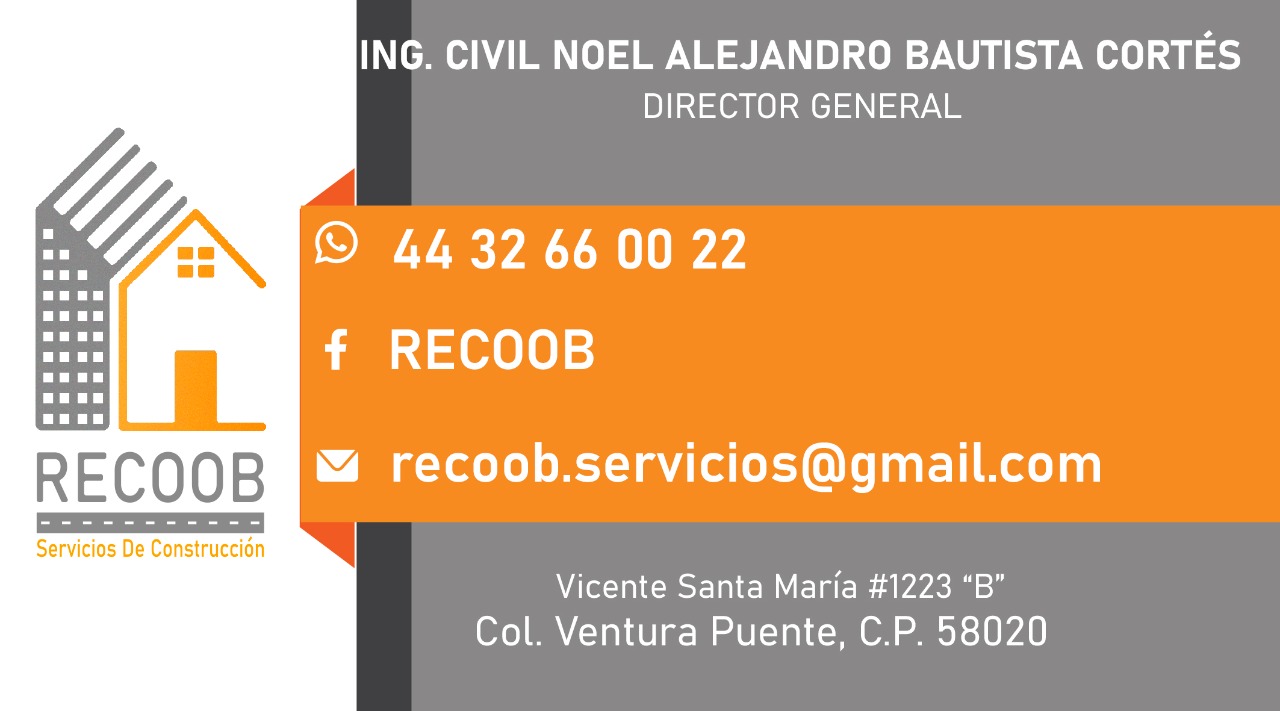 ING. CIVIL NOEL ALEJANDRO BAUTISTA CORTÉS
DIRECTOR GENERAL
44 32 66 00 22
RECOOB
recoob.servicios@gmail.com
RECOOB
Servicios De Construcción
Vicente Santa María #1223 “B”
Col. Ventura Puente, C.P. 58020